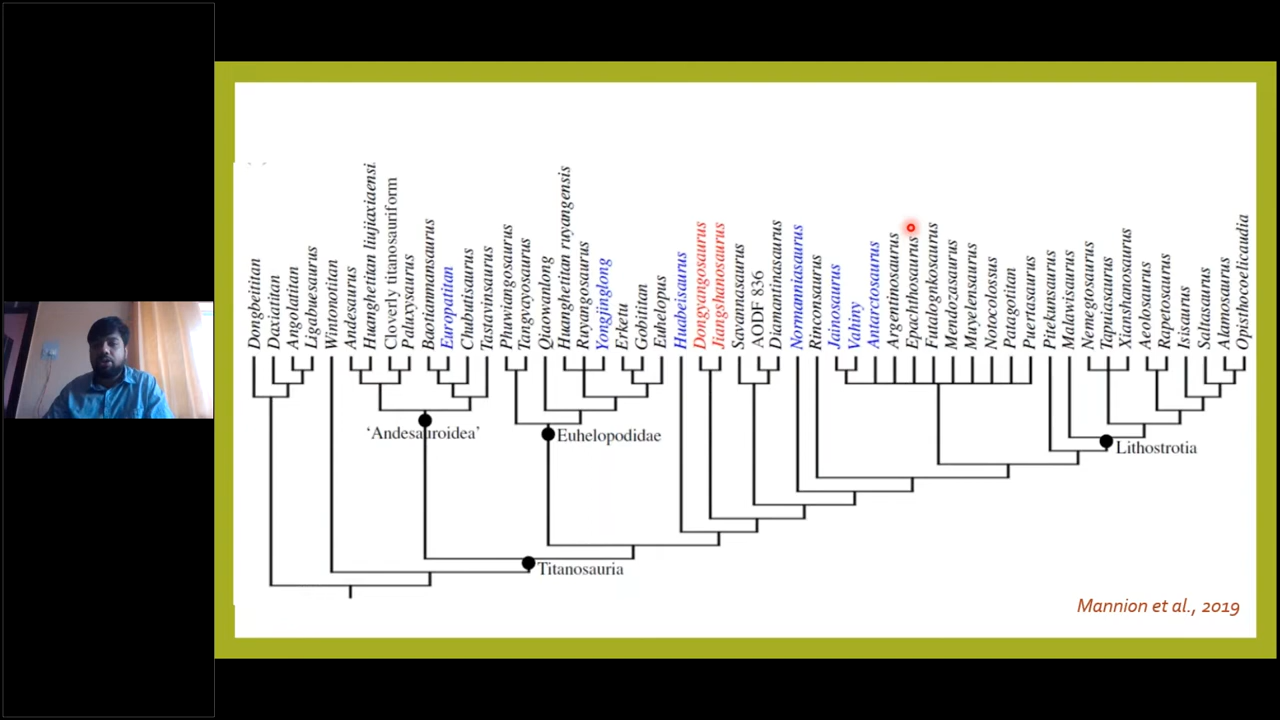 Dongbeititan
Daxiatitan
Angolatitan
Ligabuesaurus
Wintonotitan
Andesaurus
Huanghetitan liujiaxiaensi.
Cloverly titanosauriform
Paluxysaurus
Baotianmansaurus
Europatitan
Chubutisaurus
Tastavinsaurus
Phuwiangosaurus
Tangvayosaurus
Qiaowanlong
Huanghetitan ruyangensis
Ruyangosaurus
Yongjinglong
Erketu
Gobititan
Euhelopus
Huabeisaurus
Dongyangosaurus
Jiangshanosaurus
Savannasaurus
AODF 836
Diamantinasaurus
Normanniasaurus
Rinconsaurus
Jainosaurus
Vahiny
Antarctosaurus
Argentinosaurus
Epachthosaurus
Futalognkosaurus
Mendozasaurus
Muyelensaurus
Notocolossus
Patagotitan
Puertasaurus
Pitekunsaurus
Malawisaurus
Nemegtosaurus
Tapuiasaurus
Xianshanosaurus
Aeolosaurus
Rapetosaurus
Isisaurus
Saltasaurus
Alamosaurus
Opisthocoelicaudia
‘Andesauroidea’
Euhelopodidae
Lithostrotia
Titanosauria
Mannion et al., 2019